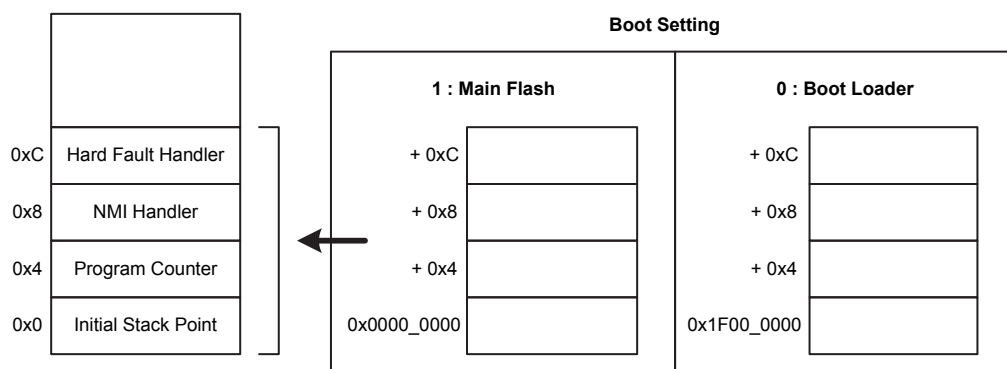 Boot Setting
1 : Main Flash
0 : Boot Loader
0xC Hard Fault Handler
+ 0xC
+ 0xC
0x8 NMI Handler
+ 0x8
+ 0x8
0x4 Program Counter
+ 0x4
+ 0x4
0x0 Initial Stack Point
0x0000_0000
0x1F00_0000